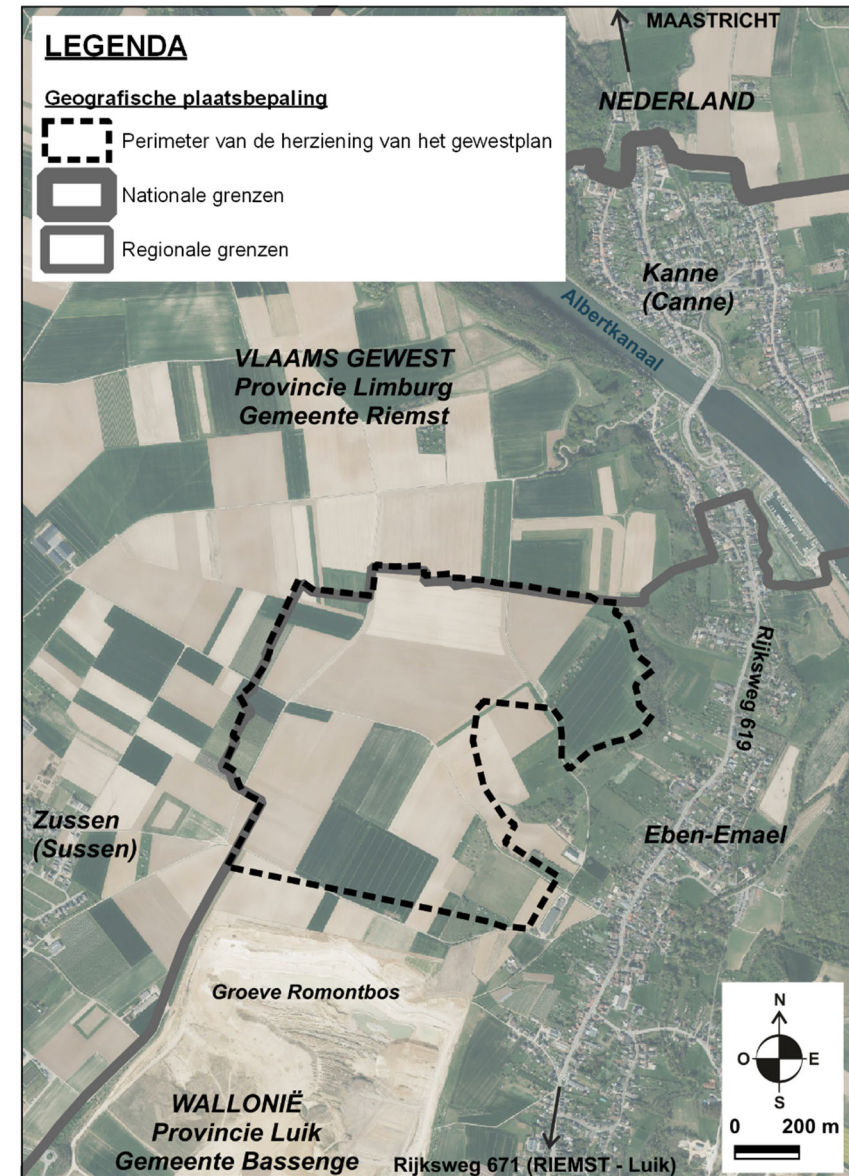 LEGENDA
Geografische plaatsbepaling
Perimeter van de herziening van het gewestplan
Nationale grenzen
Regionale grenzen
MAASTRICHT
NEDERLAND
Kanne
(Canne)
Albertkanaal
VLAAMS GEWEST
Provincie Limburg
Gemeente Riemst
Rijksweg 619
Zussen
(Sussen)
Eben-Emael
Groeve Romontbos
WALLONIË
Provincie Luik
Gemeente Bassenge
Rijksweg 671 (RIEMST - Luik)
N
O E
S
0 200 m